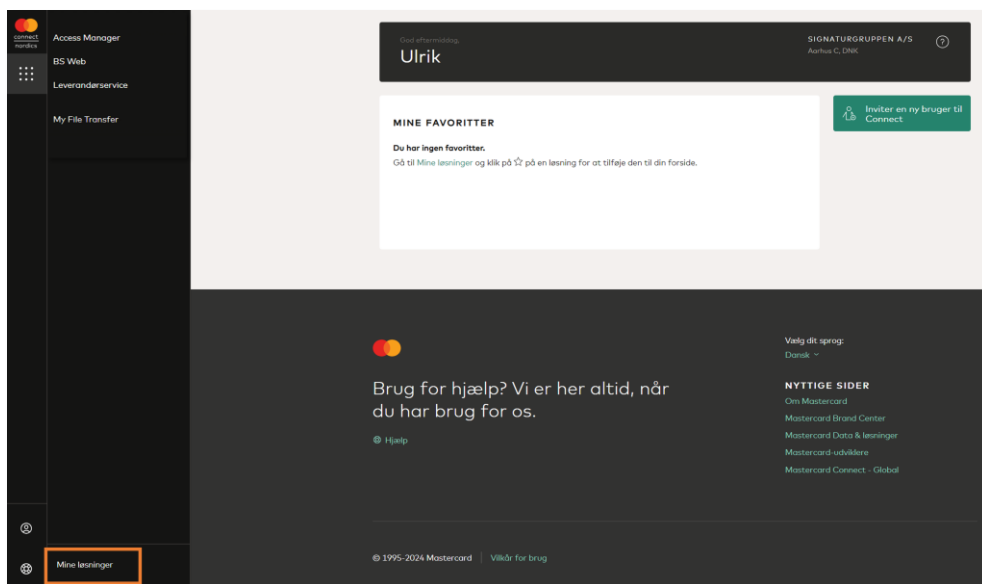 connect
nordics
Access Manager
BS Web
Leverandørservice
My File Transfer
Mine løsninger
God eftermiddag,
Ulrik
SIGNATURGRUPPEN A/S
Aarhus C, DNK
?
MINE FAVORITTER
Du har ingen favoritter.
Gå til Mine løsninger og klik på ☆ på en løsning for at tilføje den til din forside.
Inviter en ny bruger til
Connect
Brug for hjælp? Vi er her altid, når
du har brug for os.
Hjælp
Vælg dit sprog:
Dansk
NYTTIGE SIDER
Om Mastercard
Mastercard Brand Center
Mastercard Data & løsninger
Mastercard-udviklere
Mastercard Connect - Global
© 1995-2024 Mastercard | Vilkår for brug